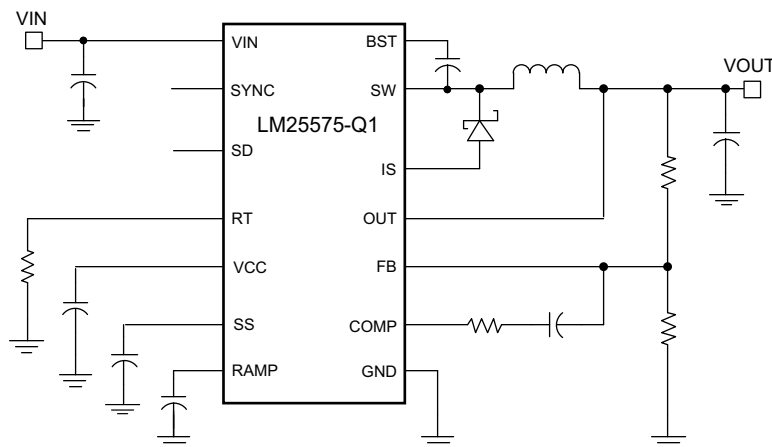 VIN
VOUT
VIN
BST
SYNC
SW
LM25575-Q1
SD
IS
RT
OUT
VCC
FB
SS
COMP
RAMP
GND